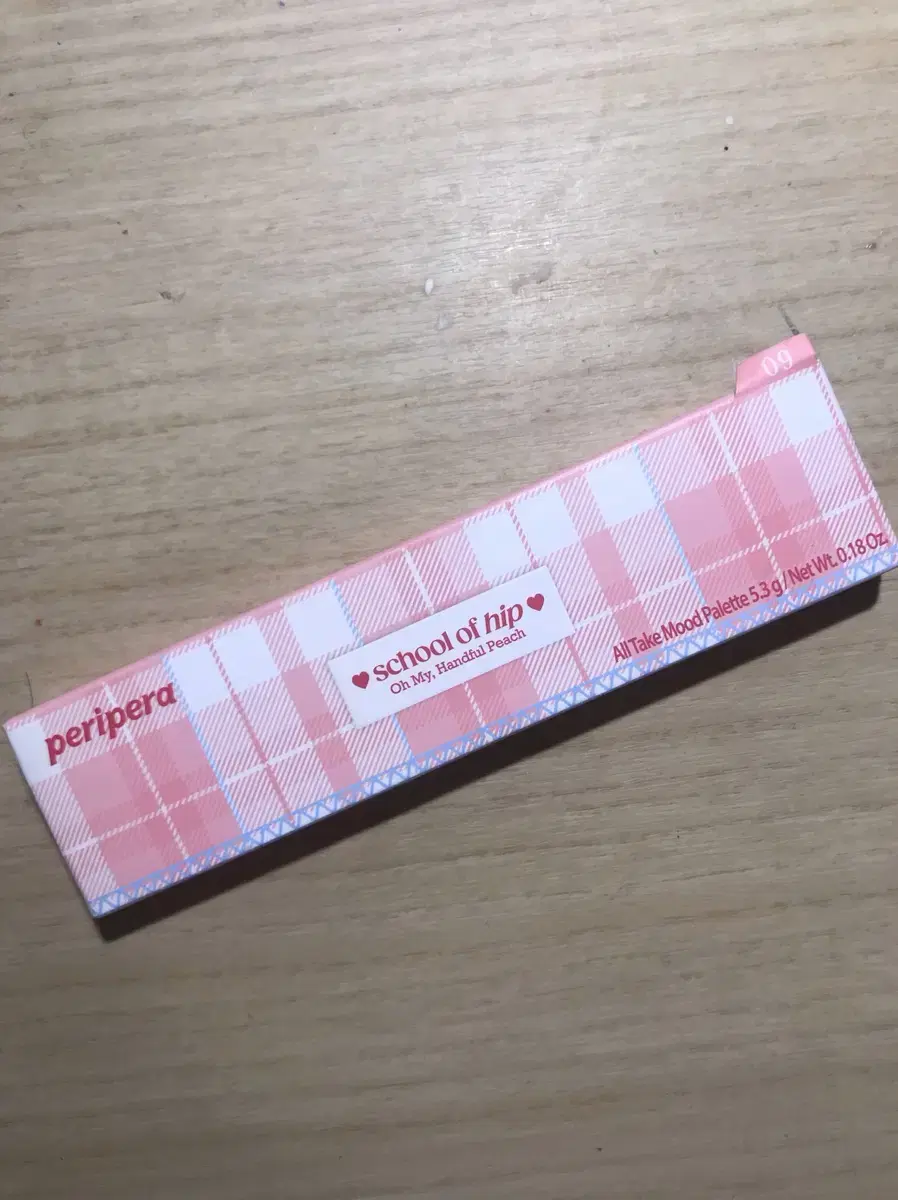 09
peripera
school of hip
Oh My, Handful Peach
All Take Mood Palette 5.3 g / Net Wt. 0.18 Oz.